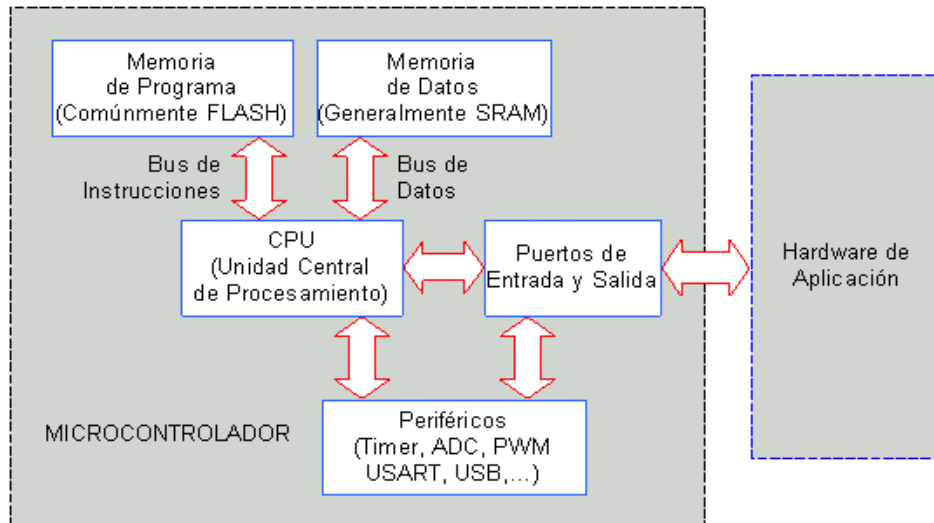 Memoria
de Programa
(Comúnmente FLASH)
Memoria
de Datos
(Generalmente SRAM)
Bus de
Instrucciones
Bus de
Datos
CPU
(Unidad Central
de Procesamiento)
Puertos de
Entrada y Salida
Hardware de
Aplicación
MICROCONTROLADOR
Periféricos
(Timer, ADC, PWM
USART, USB,...)